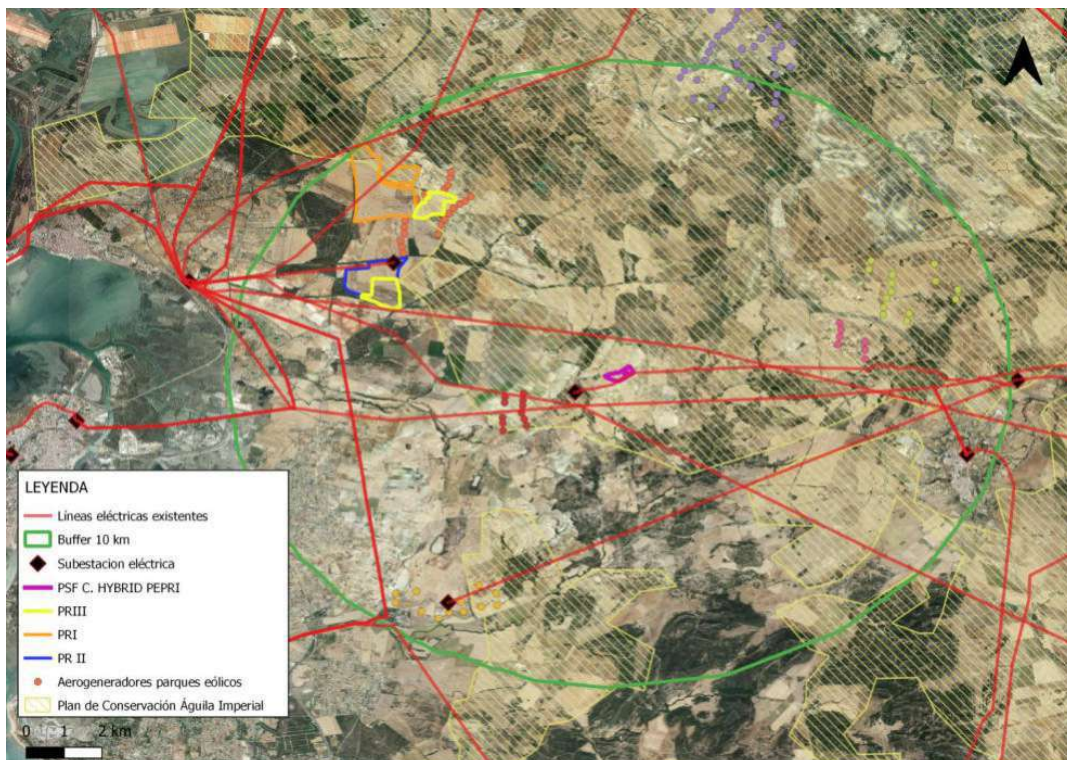 LEYENDA
Líneas eléctricas existentes
Buffer 10 km
Subestacion eléctrica
PSF C. HYBRID PEPRI
PRIII
PRI
PR II
Aerogeneradores parques eólicos
Plan de Conservación Águila Imperial
0 1 2 km